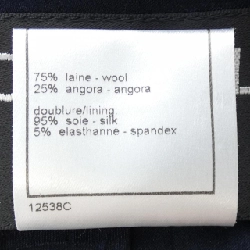 75% laine - wool
25% angora - angora
doublure/lining
95% soie - silk
5% elasthanne - spandex
12538C